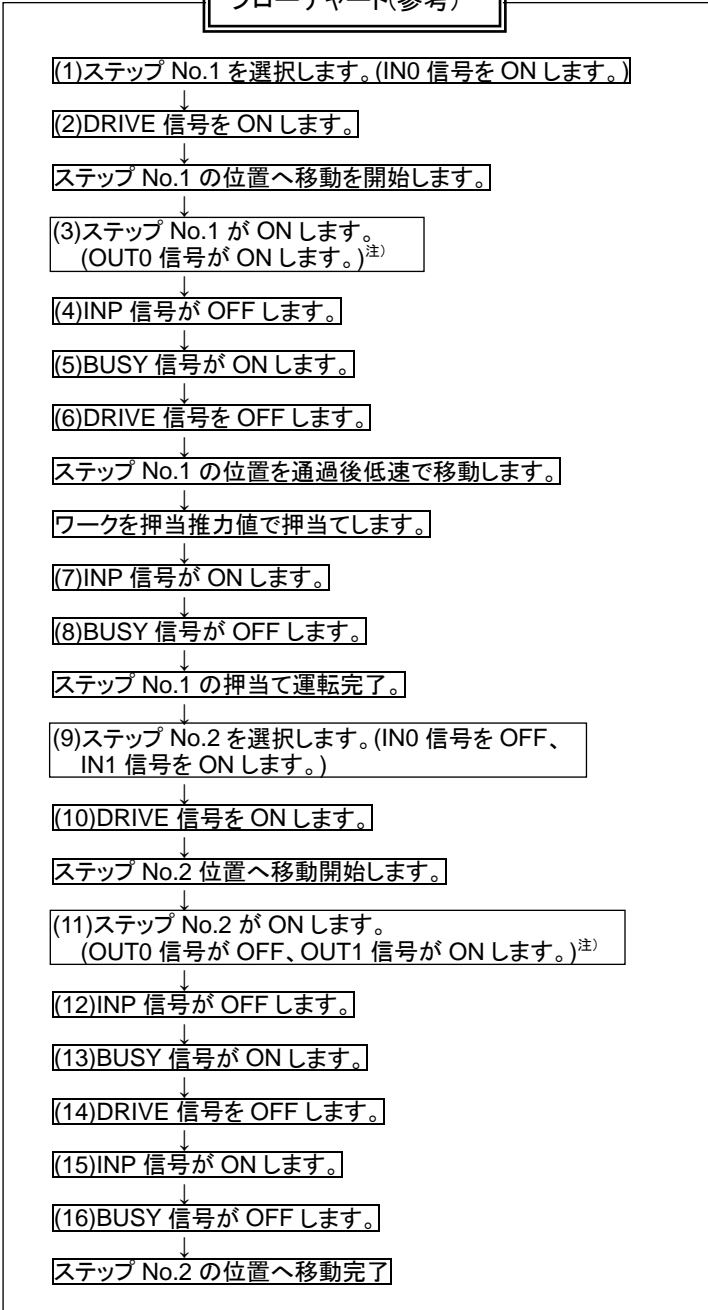 フローチャート(参考)
(1)ステップ No.1 を選択します。(IN0 信号を ON します。)
↓
(2)DRIVE 信号を ON します。
↓
ステップ No.1 の位置へ移動を開始します。
↓
(3)ステップ No.1 が ON します。
(OUT0 信号が ON します。)注)
↓
(4)INP 信号が OFF します。
↓
(5)BUSY 信号が ON します。
↓
(6)DRIVE 信号を OFF します。
↓
ステップ No.1 の位置を通過後低速で移動します。
↓
ワークを押当推力値で押当てします。
↓
(7)INP 信号が ON します。
↓
(8)BUSY 信号が OFF します。
↓
ステップ No.1 の押当て運転完了。
↓
(9)ステップ No.2 を選択します。(IN0 信号を OFF、
IN1 信号を ON します。)
↓
(10)DRIVE 信号を ON します。
↓
ステップ No.2 位置へ移動開始します。
↓
(11)ステップ No.2 が ON します。
(OUT0 信号が OFF、OUT1 信号が ON します。)注)
↓
(12)INP 信号が OFF します。
↓
(13)BUSY 信号が ON します。
↓
(14)DRIVE 信号を OFF します。
↓
(15)INP 信号が ON します。
↓
(16)BUSY 信号が OFF します。
↓
ステップ No.2 の位置へ移動完了